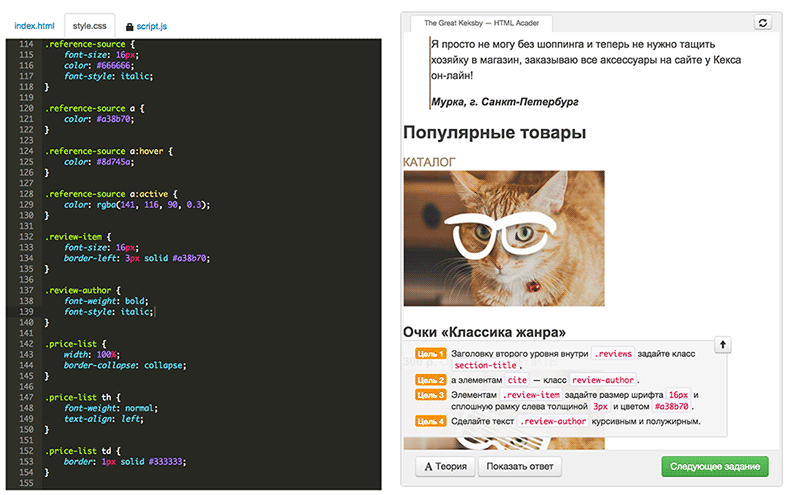 index.html
style.css
script.js
114 .reference-source {
115 font-size: 16px;
116 color: #666666;
117 font-style: italic;
118 }
119
120 .reference-source a {
121 color: #a38b70;
122 }
123
124 .reference-source a:hover {
125 color: #8d745a;
126 }
127
128 .reference-source a:active {
129 color: rgba(141, 116, 90, 0.3);
130 }
131
132 .review-item {
133 font-size: 16px;
134 border-left: 3px solid #a38b70;
135 }
136
137 .review-author {
138 font-weight: bold;
139 font-style: italic;
140 }
141
142 .price-list {
143 width: 100%;
144 border-collapse: collapse;
145 }
146
147 .price-list th {
148 font-weight: normal;
149 text-align: left;
150 }
151
152 .price-list td {
153 border: 1px solid #333333;
154 }
155
The Great Keksby — HTML Acader
Я просто не могу без шоппинга и теперь не нужно тащить
хозяйку в магазин, заказываю все аксессуары на сайте у Кекса
он-лайн!
Мурка, г. Санкт-Петербург
Популярные товары
КАТАЛОГ
Очки «Классика жанра»
Цель 1 Заголовку второго уровня внутри .reviews задайте класс
section-title ,
Цель 2 а элементам cite — класс review-author .
Цель 3 Элементам .review-item задайте размер шрифта 16px и
сплошную рамку слева толщиной 3px и цветом #a38b70 .
Цель 4 Сделайте текст .review-author курсивным и полужирным.
А Теория
Показать ответ
Следующее задание